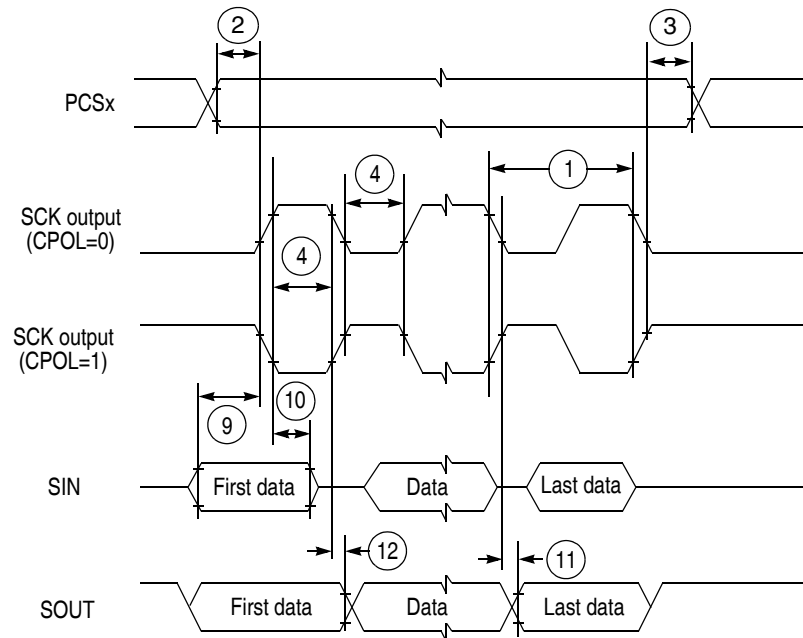 2
3
PCSx
4
1
SCK output
(CPOL=0)
4
SCK output
(CPOL=1)
9
10
SIN
First data
Data
Last data
12
11
SOUT
First data
Data
Last data